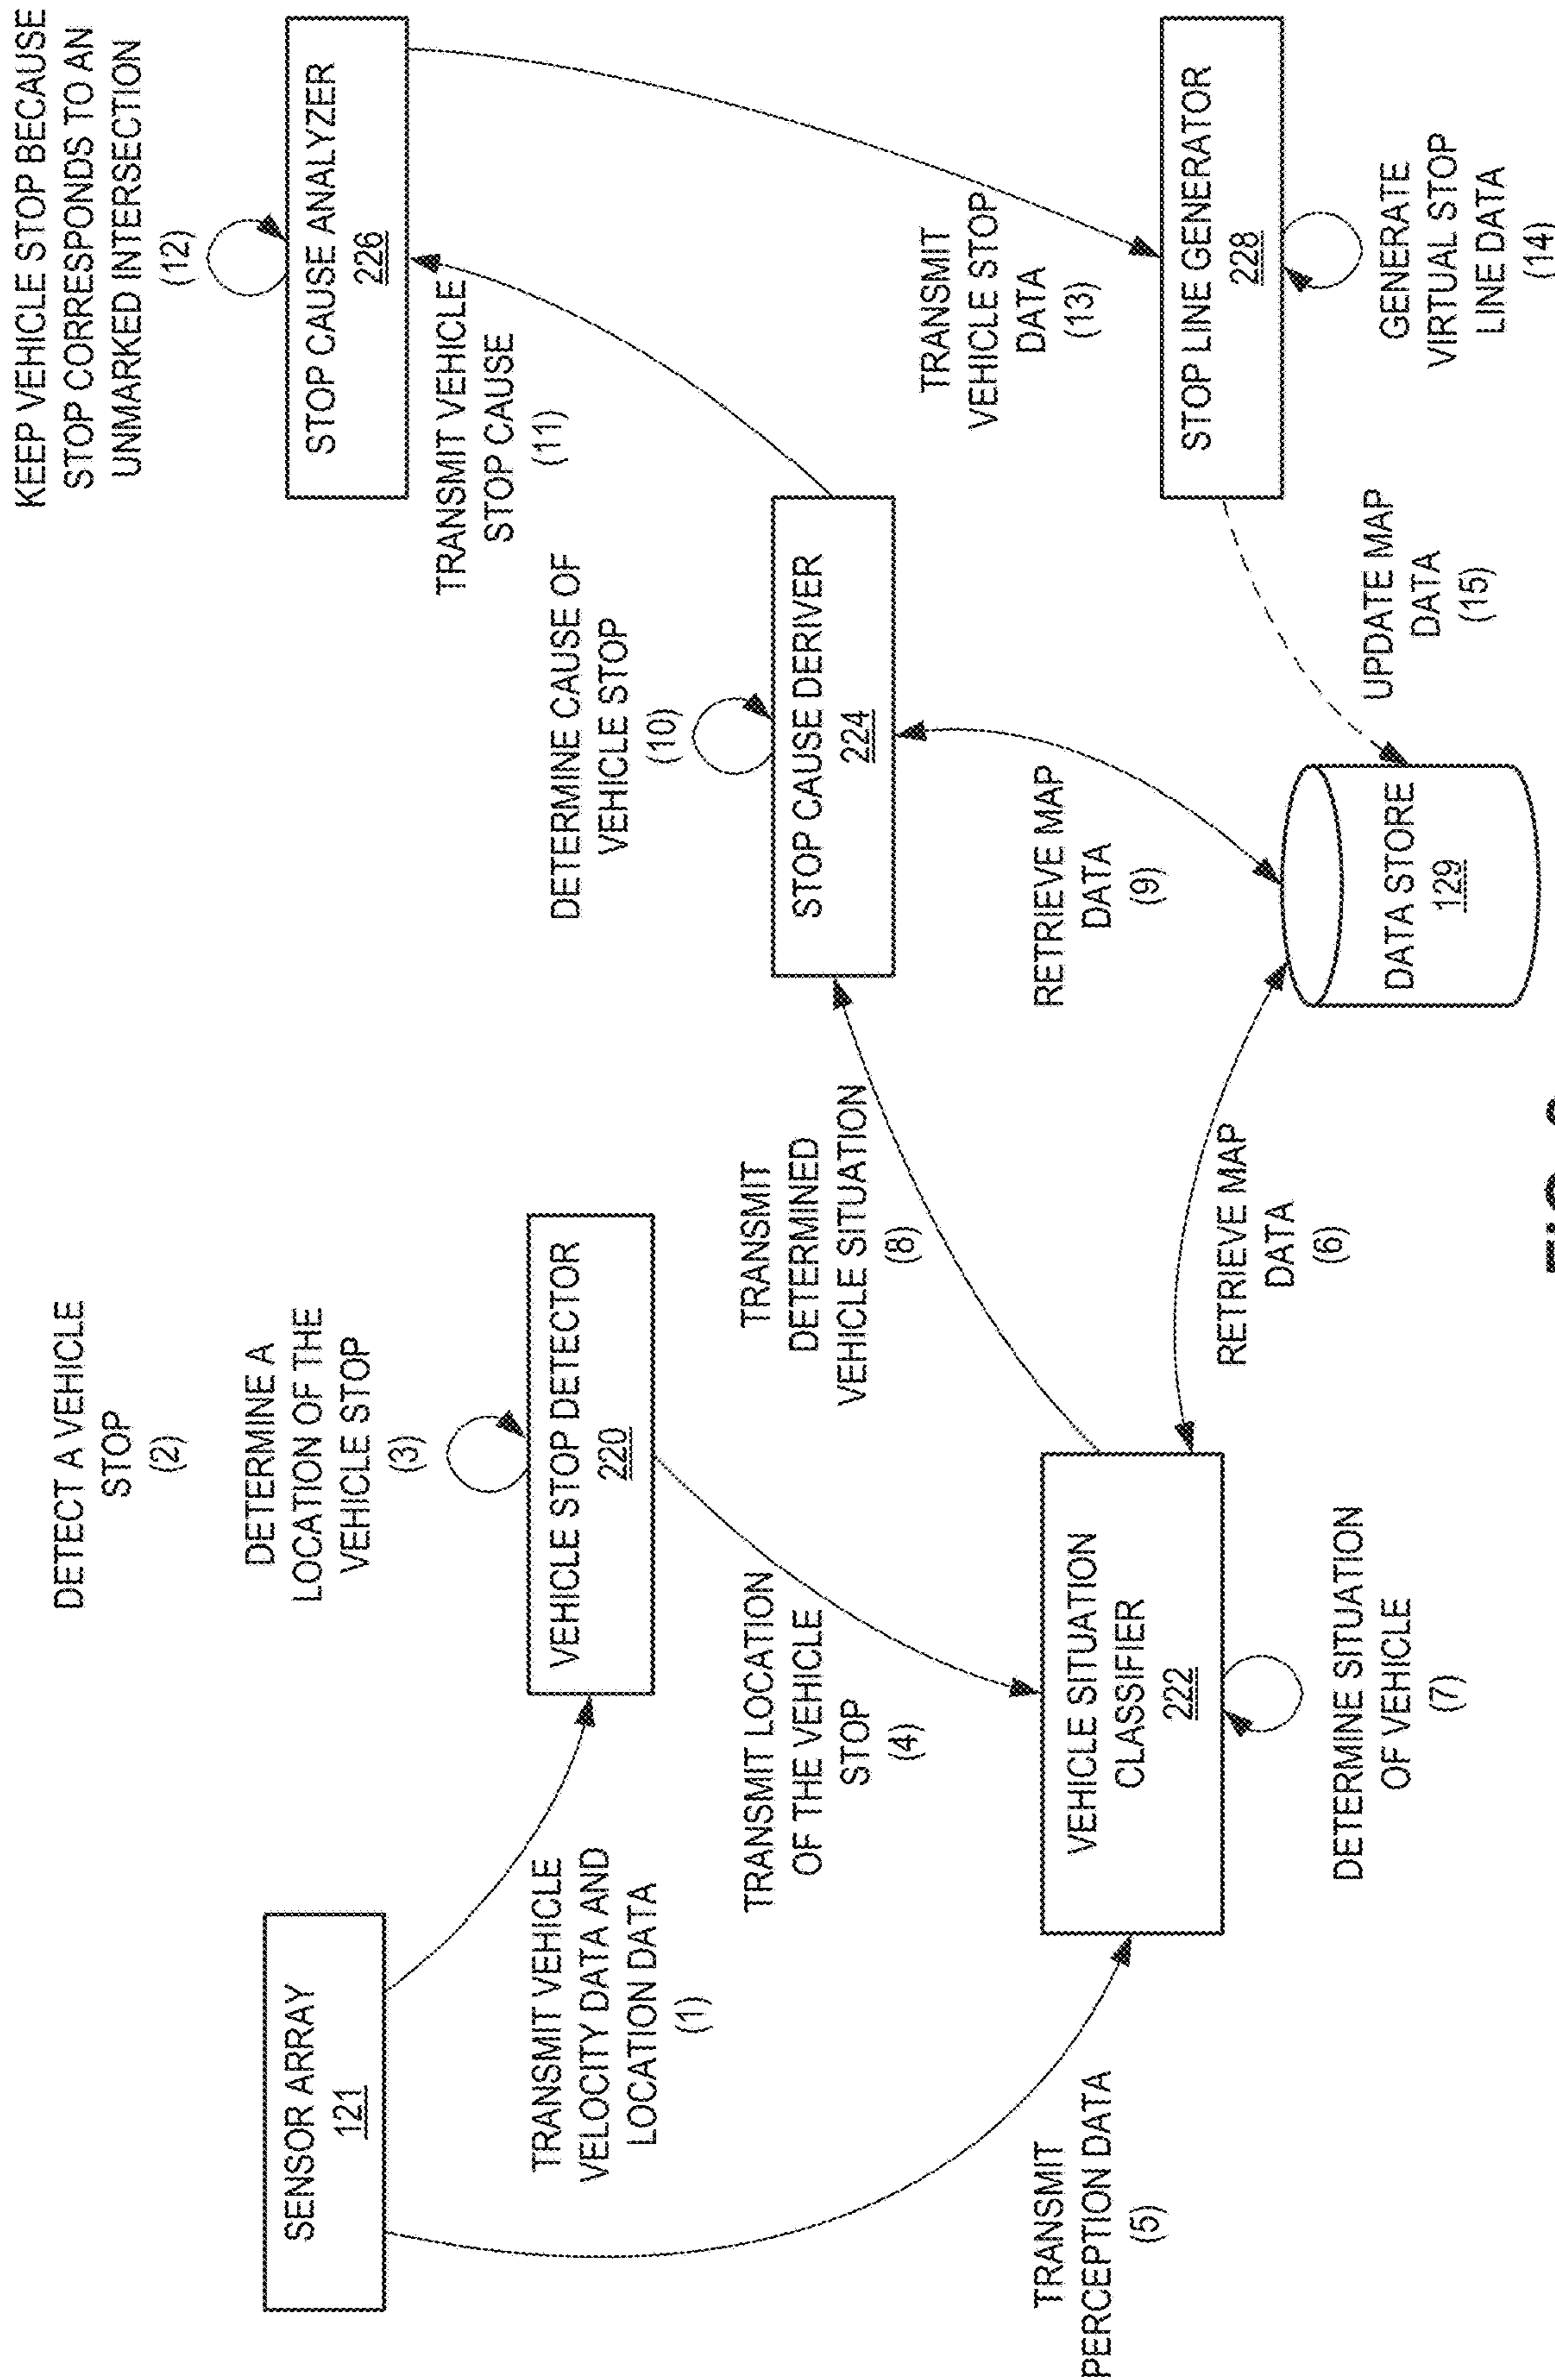 SENSOR ARRAY
121
TRANSMIT VEHICLE
VELOCITY DATA AND
LOCATION DATA
(1)
DETECT A VEHICLE
STOP
(2)
DETERMINE A
LOCATION OF THE
VEHICLE STOP
(3)
VEHICLE STOP DETECTOR
220
TRANSMIT LOCATION
OF THE VEHICLE
STOP
(4)
TRANSMIT
PERCEPTION DATA
(5)
VEHICLE SITUATION
CLASSIFIER
222
RETRIEVE MAP
DATA
(6)
DETERMINE SITUATION
OF VEHICLE
(7)
TRANSMIT
DETERMINED
VEHICLE SITUATION
(8)
RETRIEVE MAP
DATA
(9)
DATA STORE
129
DETERMINE CAUSE OF
VEHICLE STOP
(10)
STOP CAUSE DERIVER
224
TRANSMIT VEHICLE
STOP CAUSE
(11)
KEEP VEHICLE STOP BECAUSE
STOP CORRESPONDS TO AN
UNMARKED INTERSECTION
(12)
STOP CAUSE ANALYZER
226
TRANSMIT
VEHICLE STOP
DATA
(13)
STOP LINE GENERATOR
228
GENERATE
VIRTUAL STOP
LINE DATA
(14)
UPDATE MAP
DATA
(15)